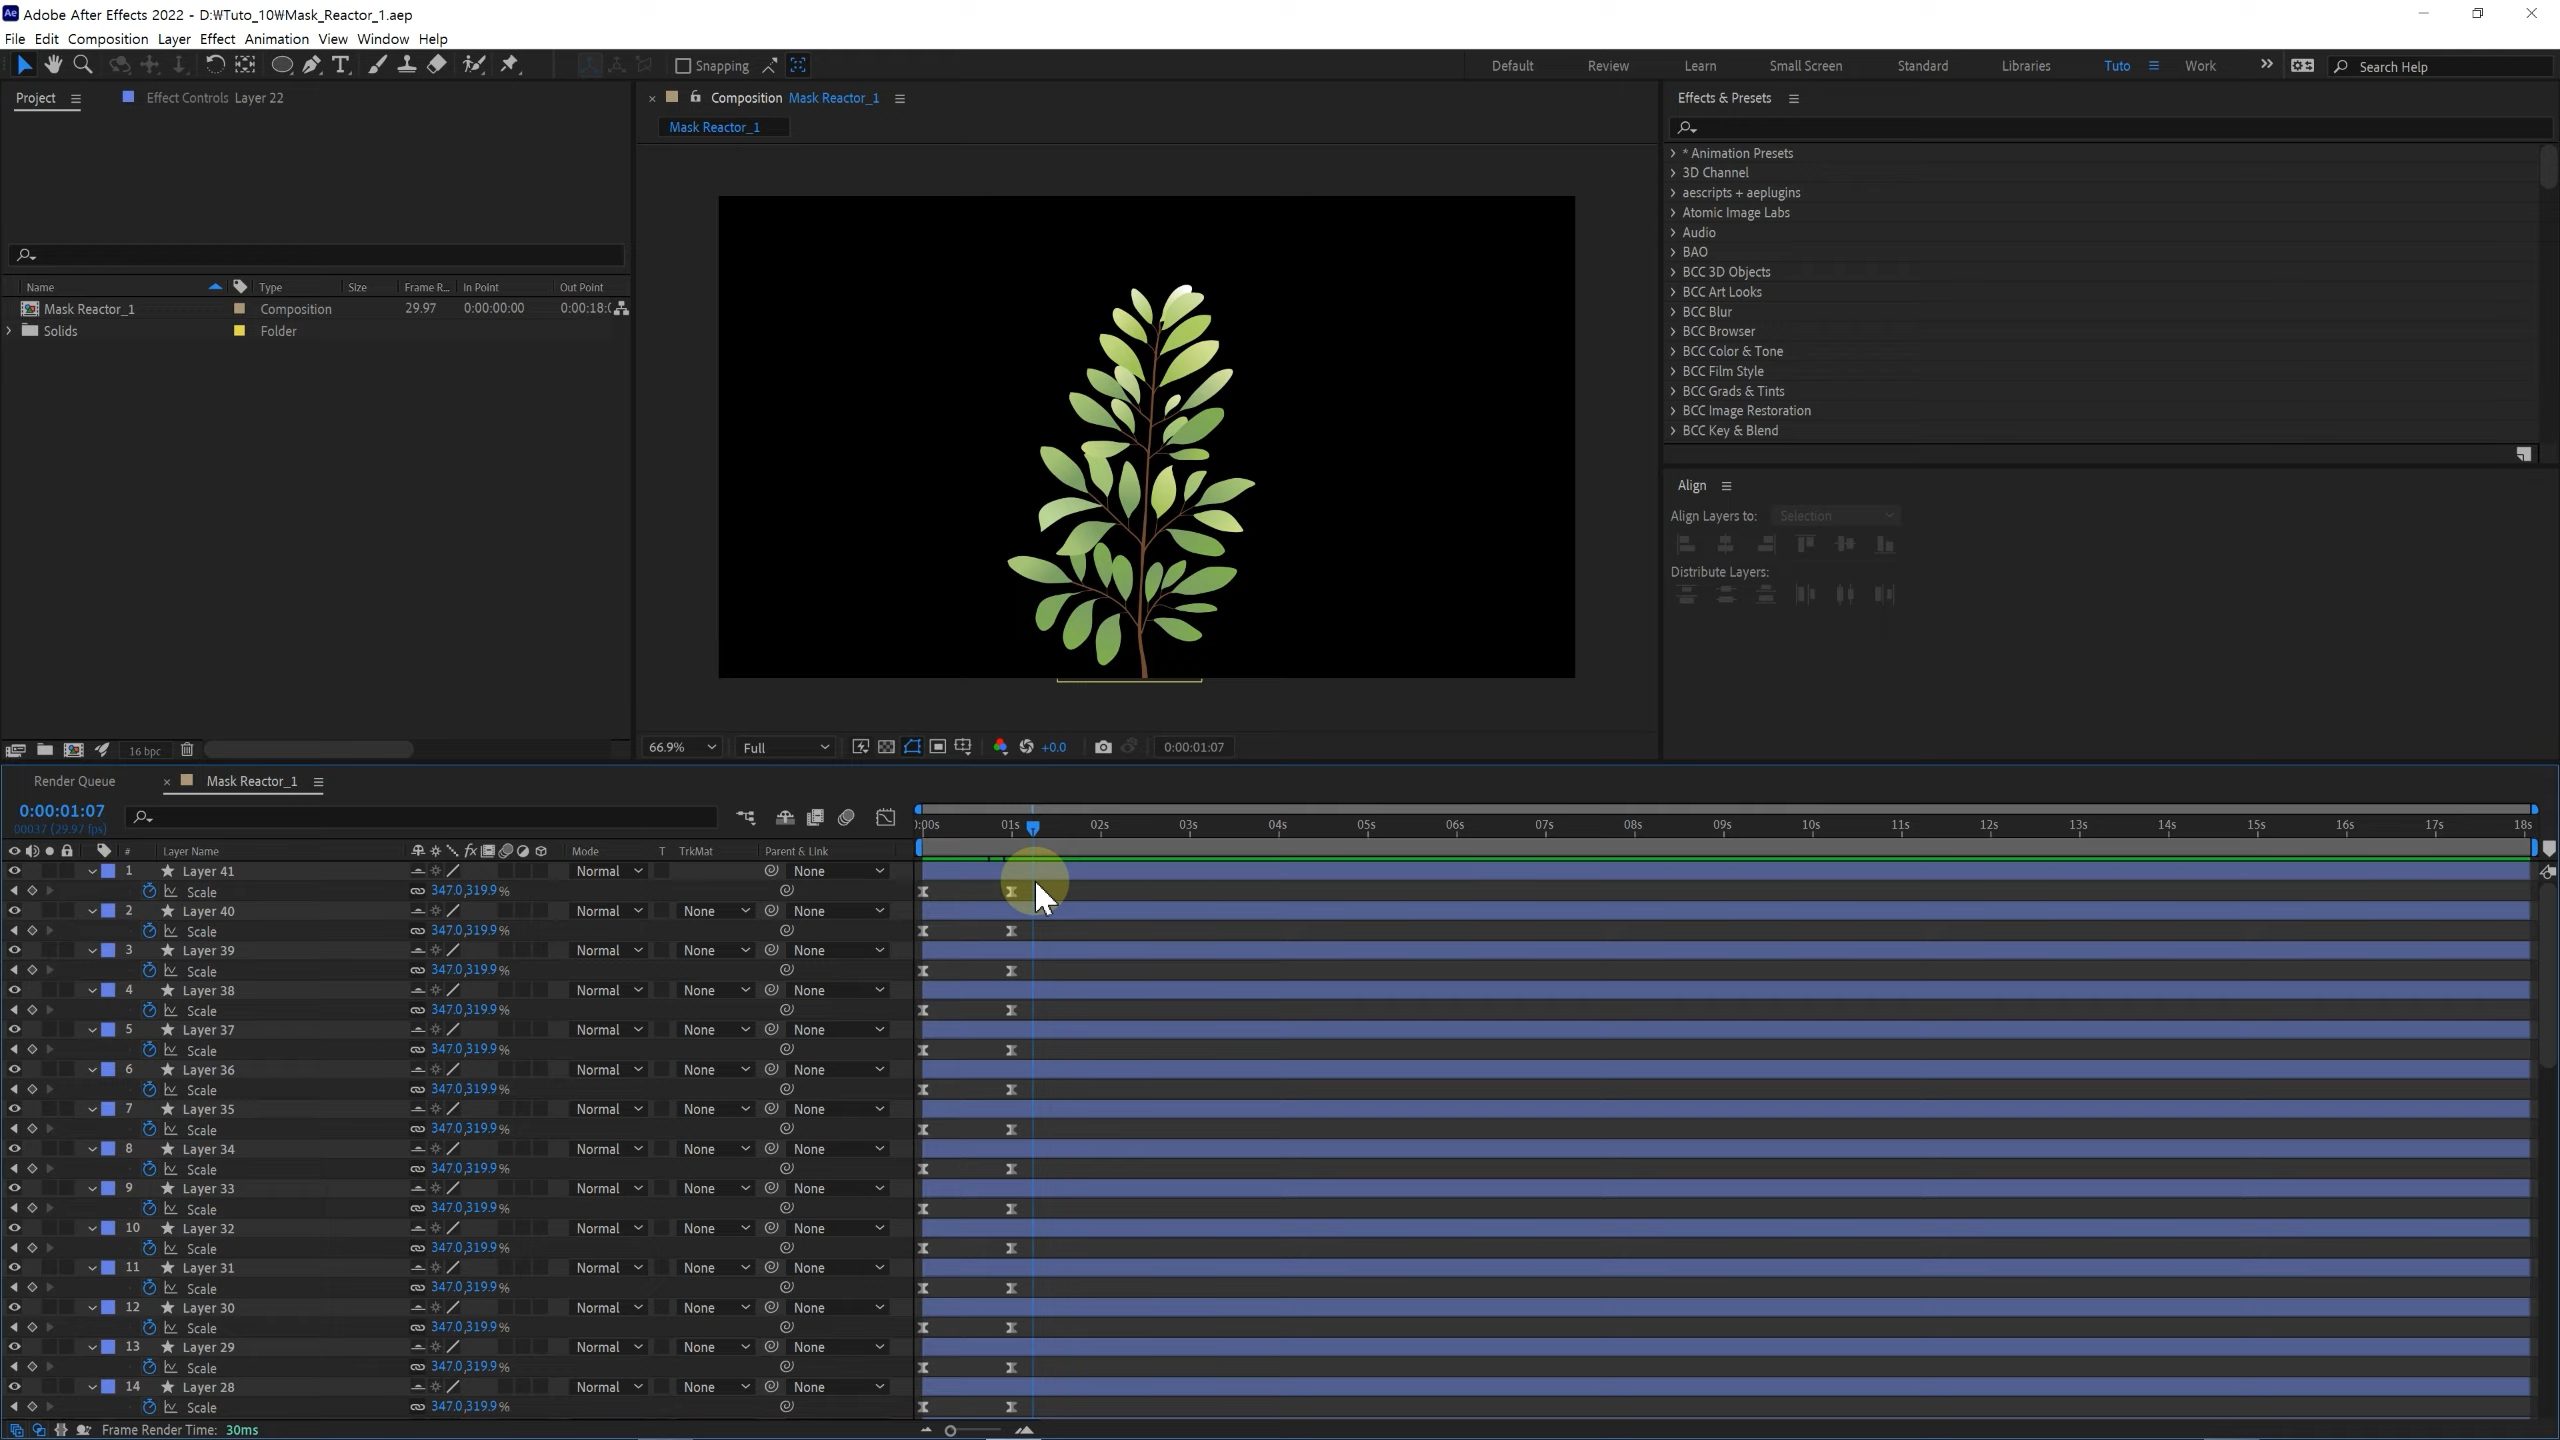 Adobe After Effects 2022 - D:₩Tuto_10₩Mask_Reactor_1.aep
File Edit Composition Layer Effect Animation View Window Help
Snapping Default Review Learn Small Screen Standard Libraries Tuto Work Search Help
Project Effect Controls Layer 22
Composition Mask Reactor_1
Mask Reactor_1
Name Type Size Frame R... In Point Out Point
Mask Reactor_1 Composition 29.97 0:00:00:00 0:00:18:0
Solids Folder
16 bpc
66.9% Full +0.0 0:00:01:07
Effects & Presets
* Animation Presets
3D Channel
aescripts + aeplugins
Atomic Image Labs
Audio
BAO
BCC 3D Objects
BCC Art Looks
BCC Blur
BCC Browser
BCC Color & Tone
BCC Film Style
BCC Grads & Tints
BCC Image Restoration
BCC Key & Blend
Align
Align Layers to: Selection
Distribute Layers:
Render Queue Mask Reactor_1
0:00:01:07
00037 (29.97 fps)
):00s 01s 02s 03s 04s 05s 06s 07s 08s 09s 10s 11s 12s 13s 14s 15s 16s 17s 18s
# Layer Name Mode T TrkMat Parent & Link
1 Layer 41 Normal None
Scale 347.0,319.9%
2 Layer 40 Normal None None
Scale 347.0,319.9%
3 Layer 39 Normal None None
Scale 347.0,319.9%
4 Layer 38 Normal None None
Scale 347.0,319.9%
5 Layer 37 Normal None None
Scale 347.0,319.9%
6 Layer 36 Normal None None
Scale 347.0,319.9%
7 Layer 35 Normal None None
Scale 347.0,319.9%
8 Layer 34 Normal None None
Scale 347.0,319.9%
9 Layer 33 Normal None None
Scale 347.0,319.9%
10 Layer 32 Normal None None
Scale 347.0,319.9%
11 Layer 31 Normal None None
Scale 347.0,319.9%
12 Layer 30 Normal None None
Scale 347.0,319.9%
13 Layer 29 Normal None None
Scale 347.0,319.9%
14 Layer 28 Normal None None
Scale 347.0,319.9%
Frame Render Time: 30ms